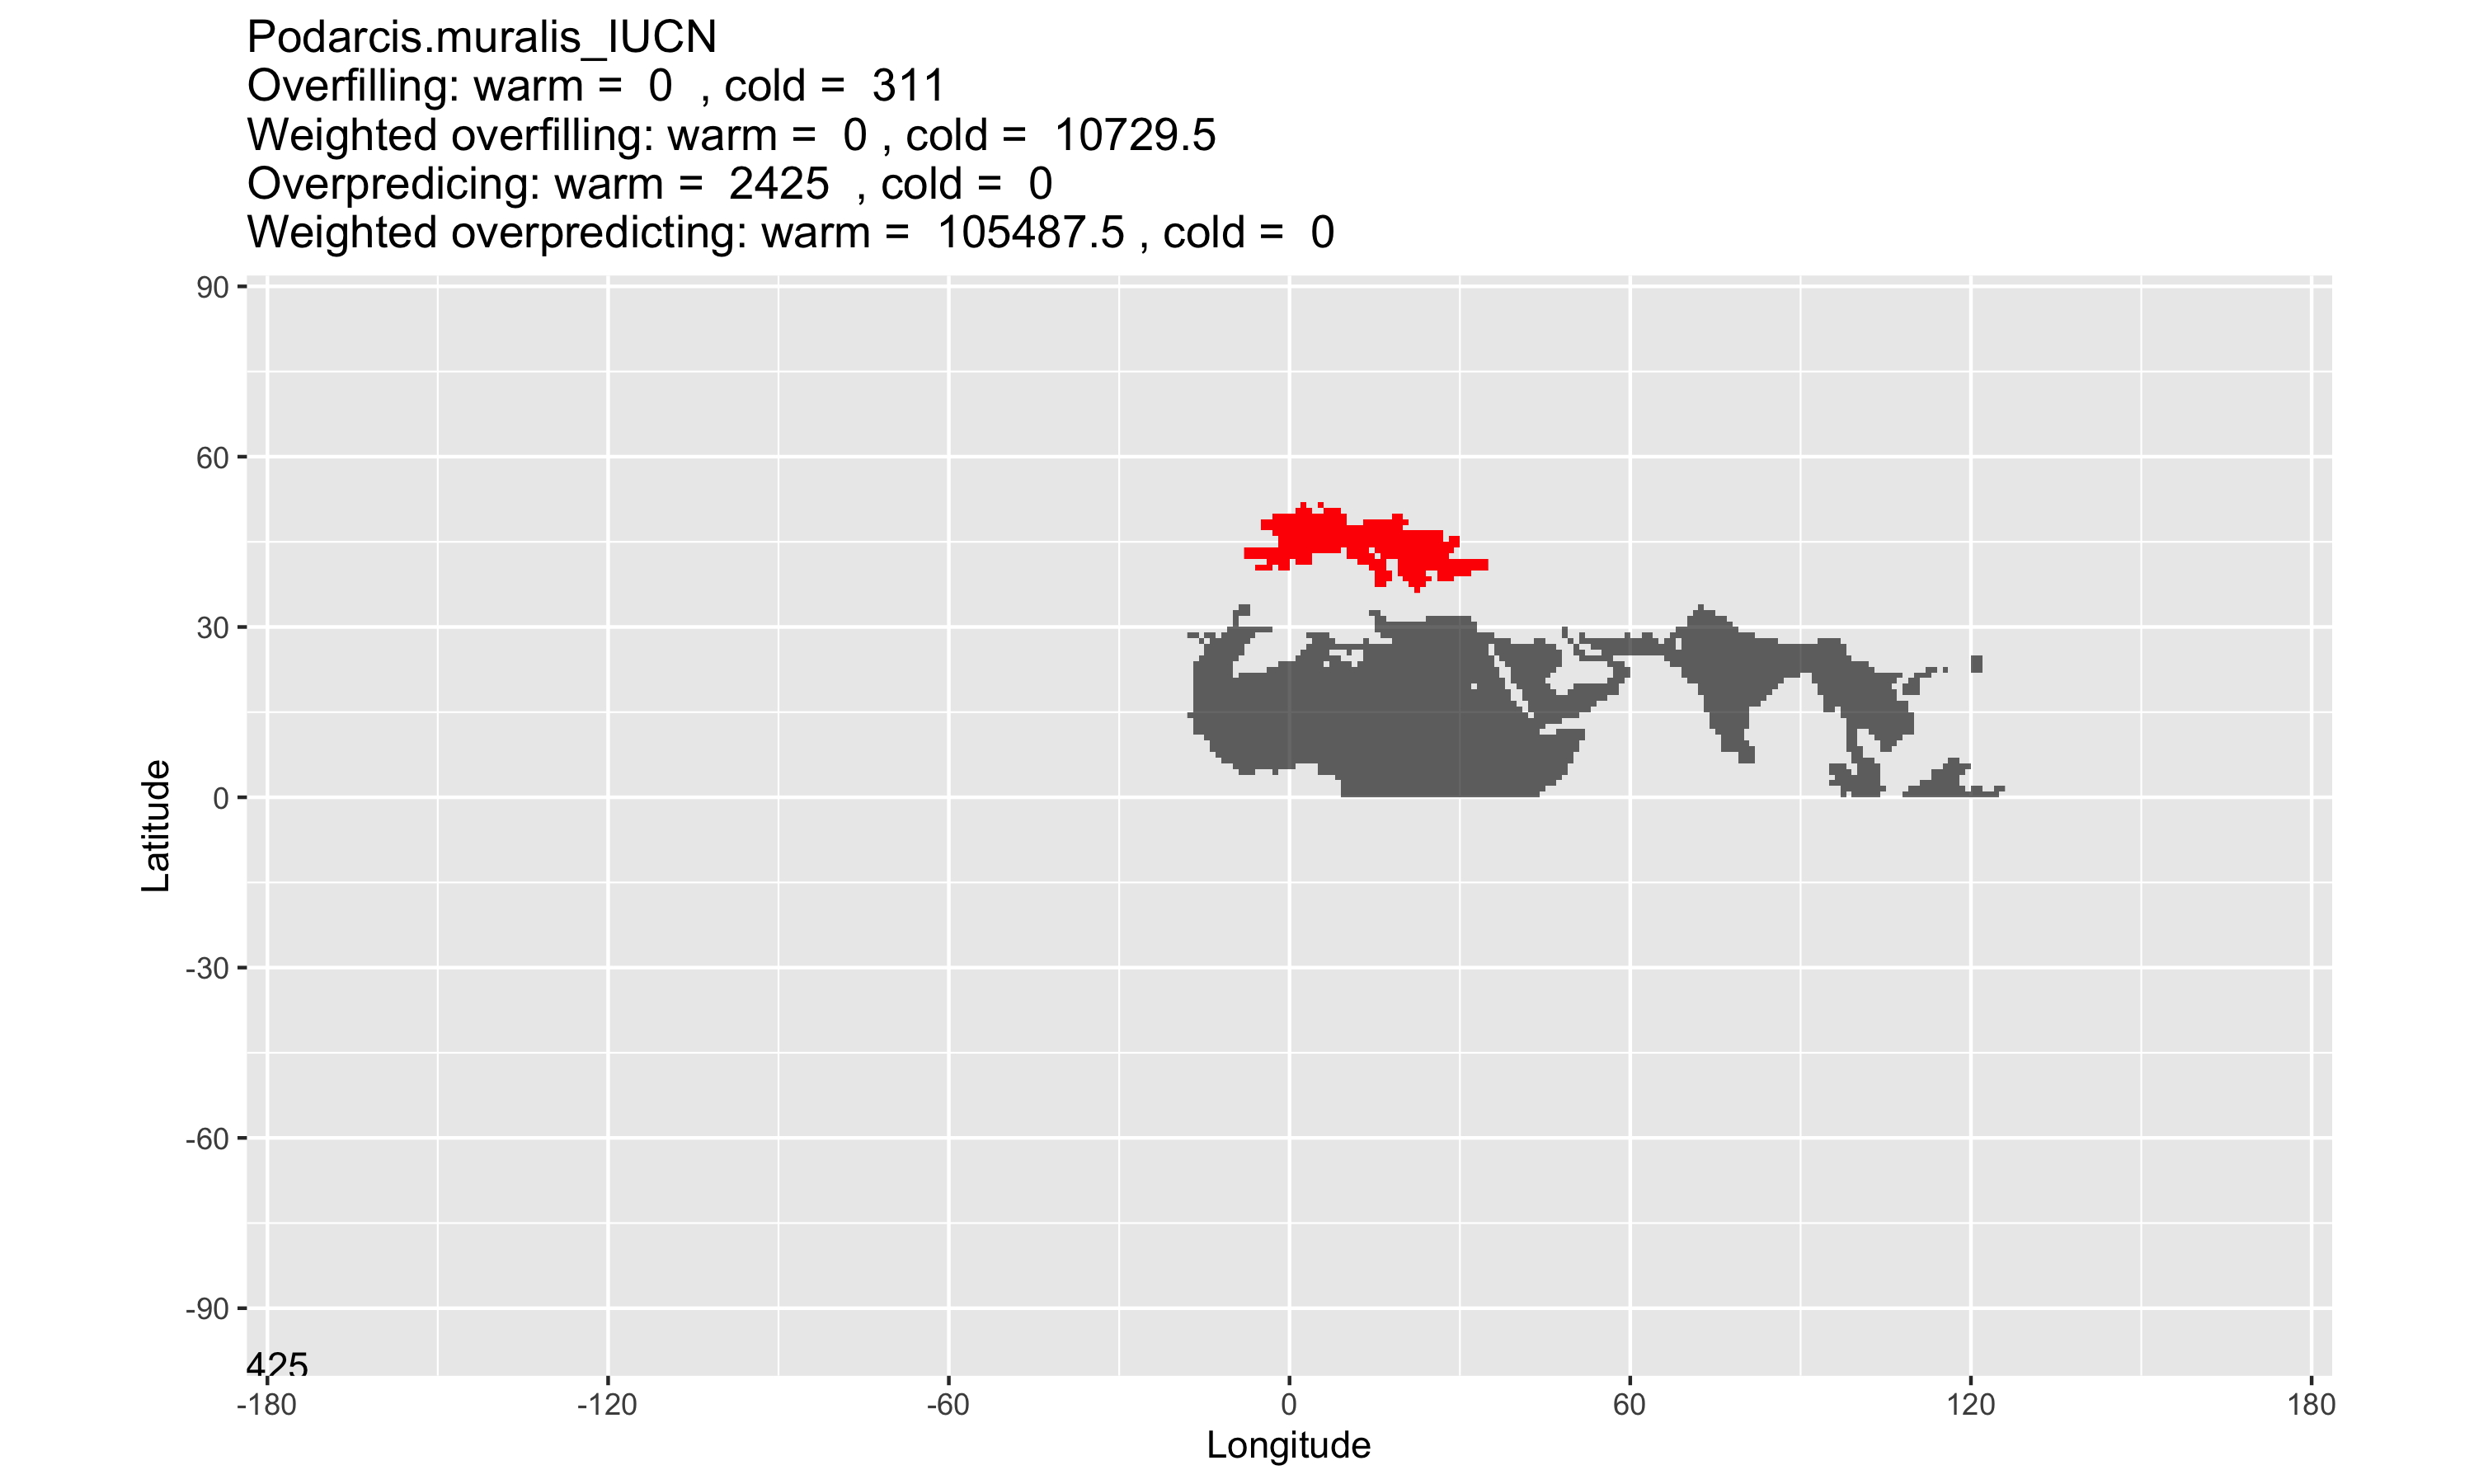 Podarcis.muralis_IUCN
Overfilling: warm =  0  , cold =  311
Weighted overfilling: warm =  0 , cold =  10729.5
Overpredicing: warm =  2425  , cold =  0
Weighted overpredicting: warm =  105487.5 , cold =  0
90
60
30
0
-30
-60
-90
Latitude
425
-180
-120
-60
0
60
120
180
Longitude